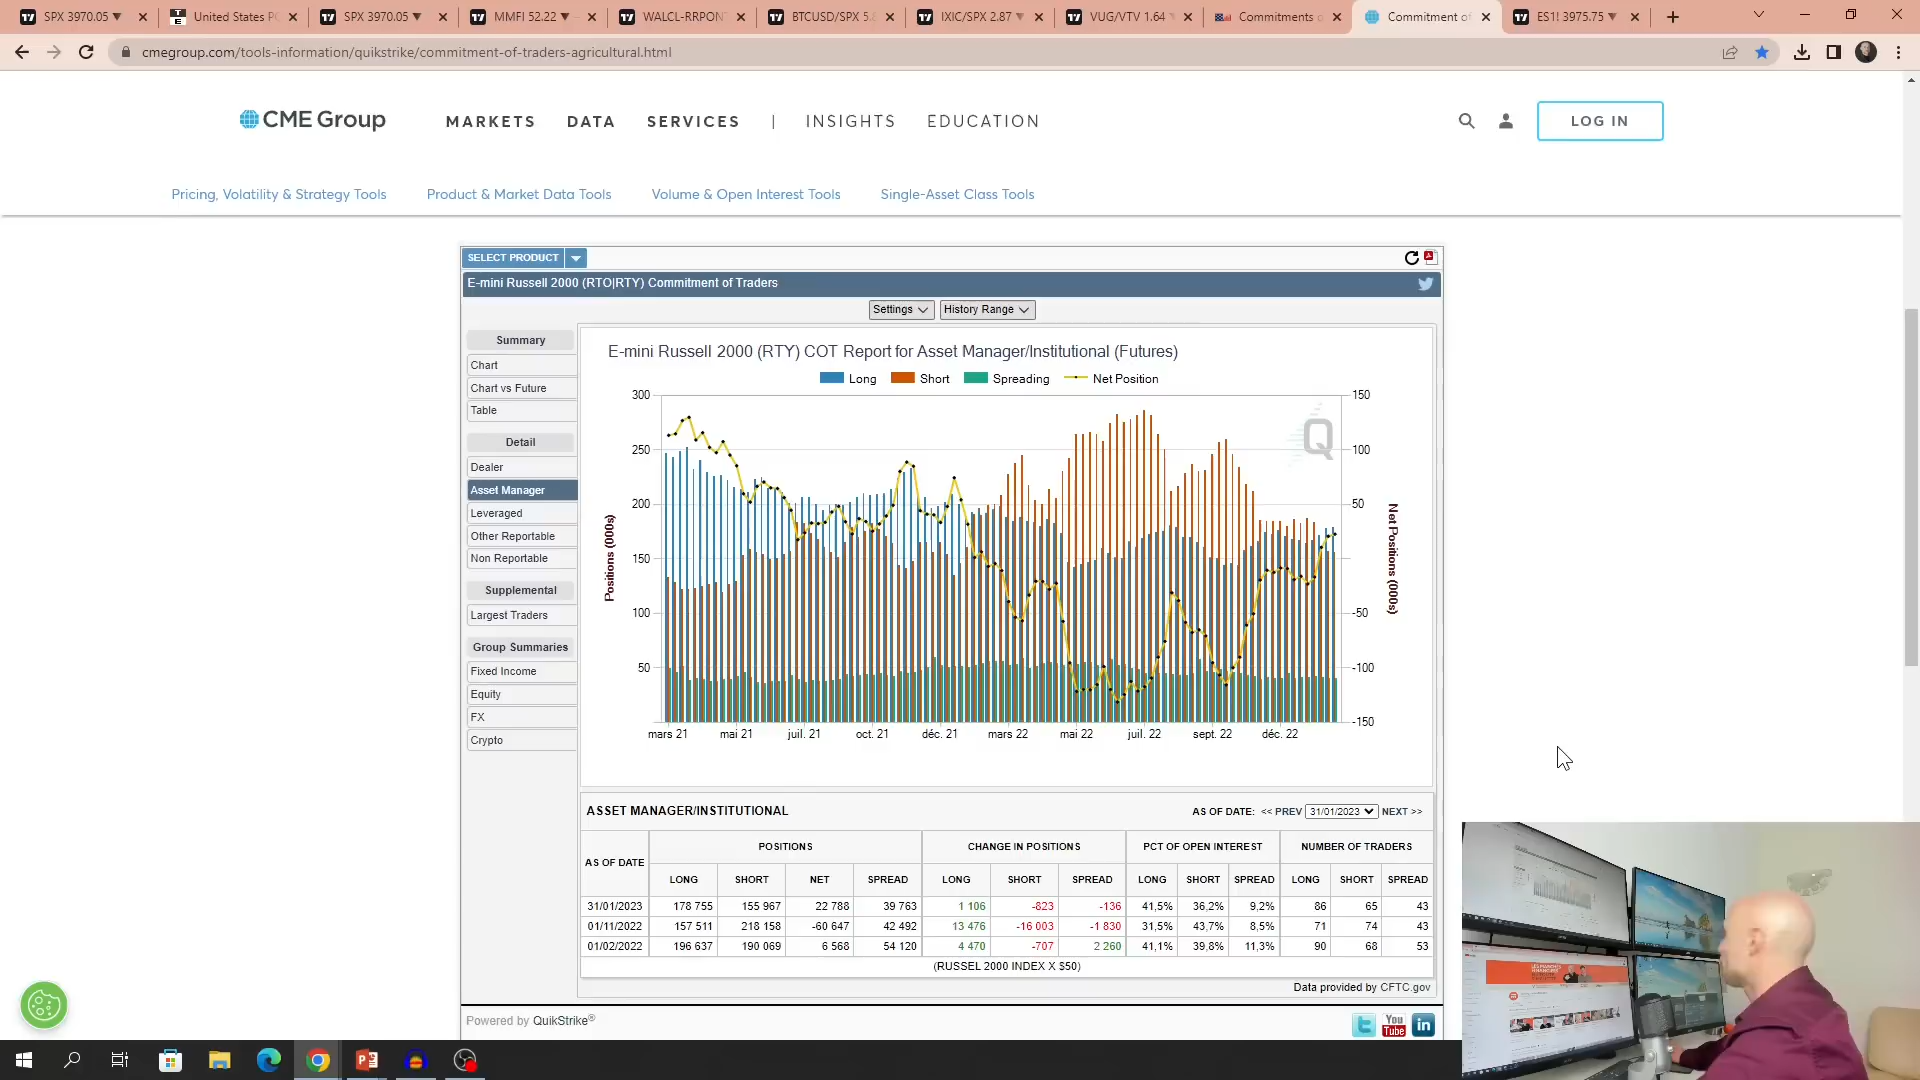 SPX 3970.05 ▼
United States P
SPX 3970.05 ▼
MMFI 52.22 ▼
WALCL-RRPON
BTCUSD/SPX 5.
IXIC/SPX 2.87 ▼
VUG/VTV 1.64
Commitments o
Commitment of
ES1! 3975.75 ▼
cmegroup.com/tools-information/quikstrike/commitment-of-traders-agricultural.html
CME Group
MARKETS DATA SERVICES | INSIGHTS EDUCATION
LOG IN
Pricing, Volatility & Strategy Tools
Product & Market Data Tools
Volume & Open Interest Tools
Single-Asset Class Tools
SELECT PRODUCT
E-mini Russell 2000 (RTO|RTY) Commitment of Traders
Settings
History Range
Summary
Chart
Chart vs Future
Table
Detail
Dealer
Asset Manager
Leveraged
Other Reportable
Non Reportable
Supplemental
Largest Traders
Group Summaries
Fixed Income
Equity
FX
Crypto
E-mini Russell 2000 (RTY) COT Report for Asset Manager/Institutional (Futures)
Long Short Spreading Net Position
Positions (000s)
300
250
200
150
100
50
Q
150
100
50
-50
-100
-150
Net Positions (000s)
mars 21 mai 21 juil. 21 oct. 21 déc. 21 mars 22 mai 22 juil. 22 sept. 22 déc. 22
ASSET MANAGER/INSTITUTIONAL
AS OF DATE: << PREV 31/01/2023 NEXT >>
AS OF DATE POSITIONS CHANGE IN POSITIONS PCT OF OPEN INTEREST NUMBER OF TRADERS
LONG SHORT NET SPREAD LONG SHORT SPREAD LONG SHORT SPREAD LONG SHORT SPREAD
31/01/2023 178 755 155 967 22 788 39 763 1 106 -823 -136 41,5% 36,2% 9,2% 86 65 43
01/11/2022 157 511 218 158 -60 647 42 492 13 476 -16 003 -1 830 31,5% 43,7% 8,5% 71 74 43
01/02/2022 196 637 190 069 6 568 54 120 4 470 -707 2 260 41,1% 39,8% 11,3% 90 68 53
(RUSSEL 2000 INDEX X $50)
Data provided by CFTC.gov
Powered by QuikStrike®
You
Tube
in